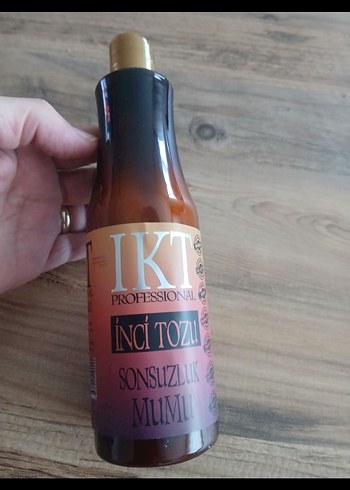 IKT
PROFESSIONAL
İNCİ TOZU
SONSUZLUK
MUMU